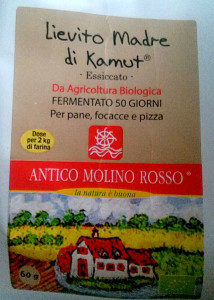 Lievito Madre
di Kamut®
· Essiccato ·
Da Agricoltura Biologica
FERMENTATO 50 GIORNI
Per pane, focacce e pizza
Dose
per 2 kg
di farina
ANTICO MOLINO ROSSO®
la natura è buona
60 g